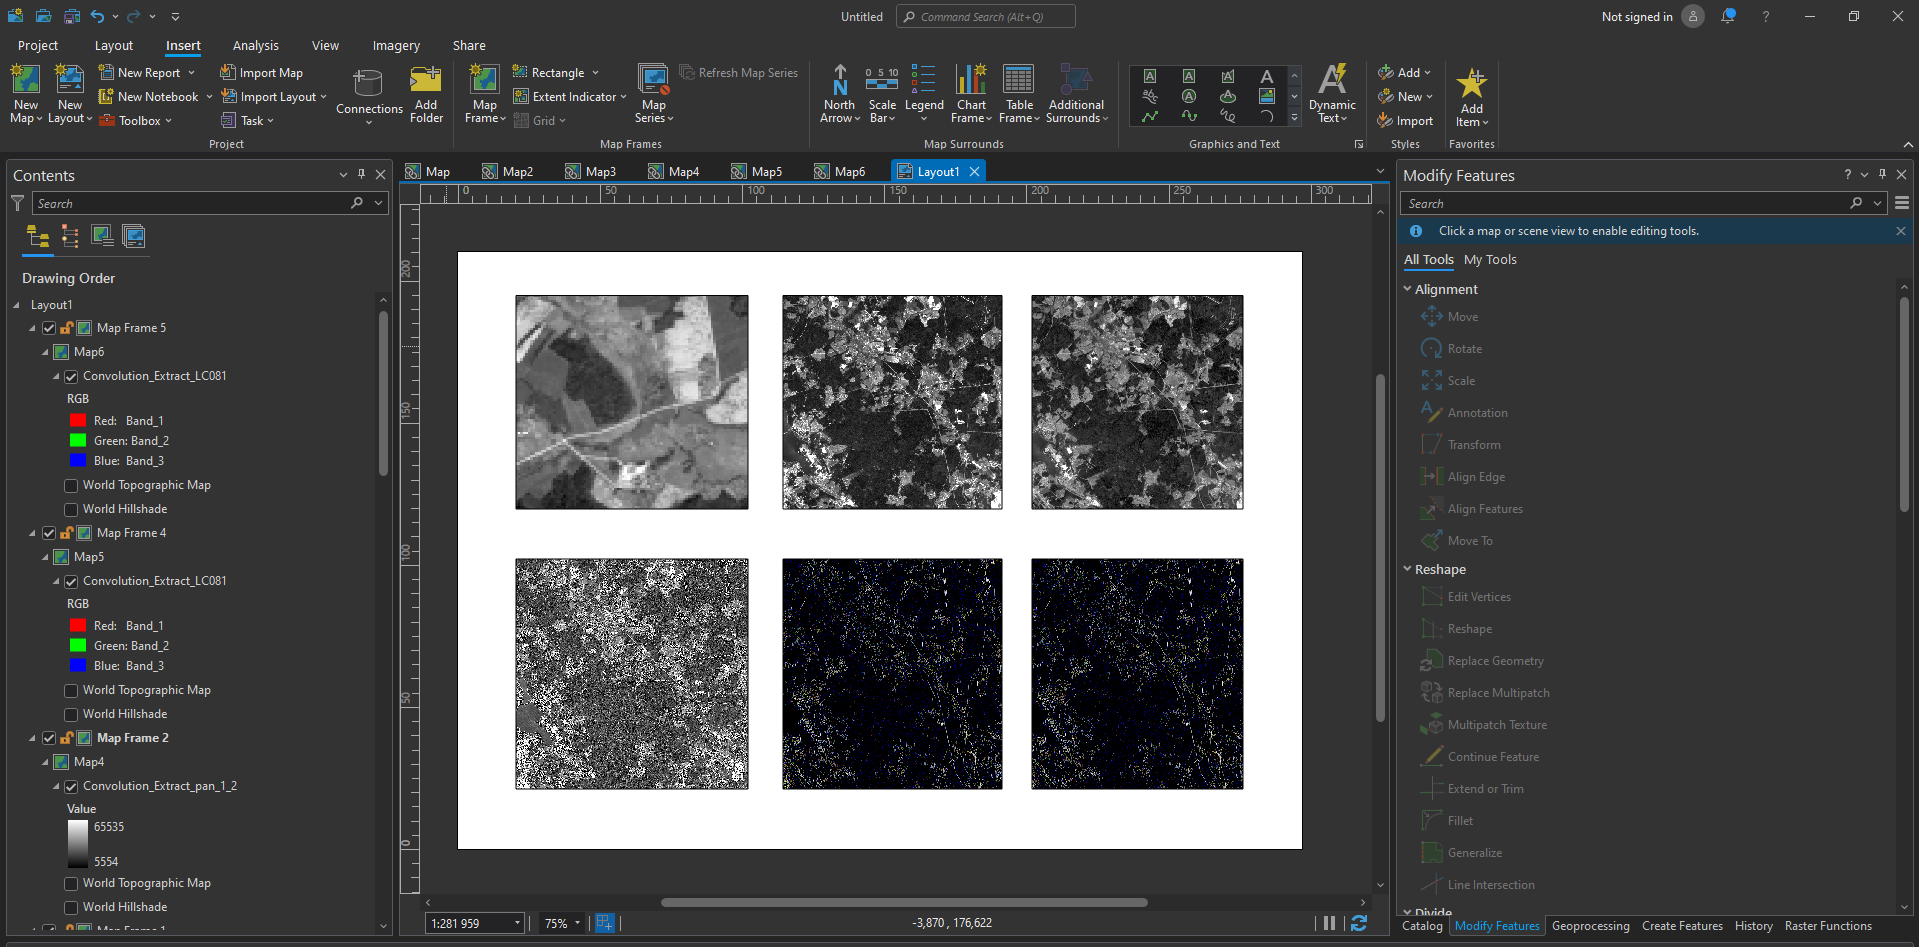 Untitled
Command Search (Alt+Q)
Not signed in
?
Project Layout Insert Analysis View Imagery Share
New Map
New Layout
New Report
New Notebook
Toolbox
Import Map
Import Layout
Task
Connections
Add Folder
Project
Map Frame
Rectangle
Extent Indicator
Grid
Map Series
Refresh Map Series
Map Frames
N
North Arrow
0 5 10
Scale Bar
Legend
Chart Frame
Table Frame
Additional Surrounds
Map Surrounds
Dynamic Text
Graphics and Text
Add
New
Import
Styles
Add Item
Favorites
Contents
Search
Drawing Order
Layout1
Map Frame 5
Map6
Convolution_Extract_LC081
RGB
Red: Band_1
Green: Band_2
Blue: Band_3
World Topographic Map
World Hillshade
Map Frame 4
Map5
Convolution_Extract_LC081
RGB
Red: Band_1
Green: Band_2
Blue: Band_3
World Topographic Map
World Hillshade
Map Frame 2
Map4
Convolution_Extract_pan_1_2
Value
65535
5554
World Topographic Map
World Hillshade
Map Frame 1
Map Map2 Map3 Map4 Map5 Map6 Layout1
0 50 100 150 200 250 300
200
150
100
50
0
1:281 959
75%
-3,870 , 176,622
Modify Features
?
Search
Click a map or scene view to enable editing tools.
All Tools My Tools
Alignment
Move
Rotate
Scale
Annotation
Transform
Align Edge
Align Features
Move To
Reshape
Edit Vertices
Reshape
Replace Geometry
Replace Multipatch
Multipatch Texture
Continue Feature
Extend or Trim
Fillet
Generalize
Line Intersection
Divide
Catalog Modify Features Geoprocessing Create Features History Raster Functions